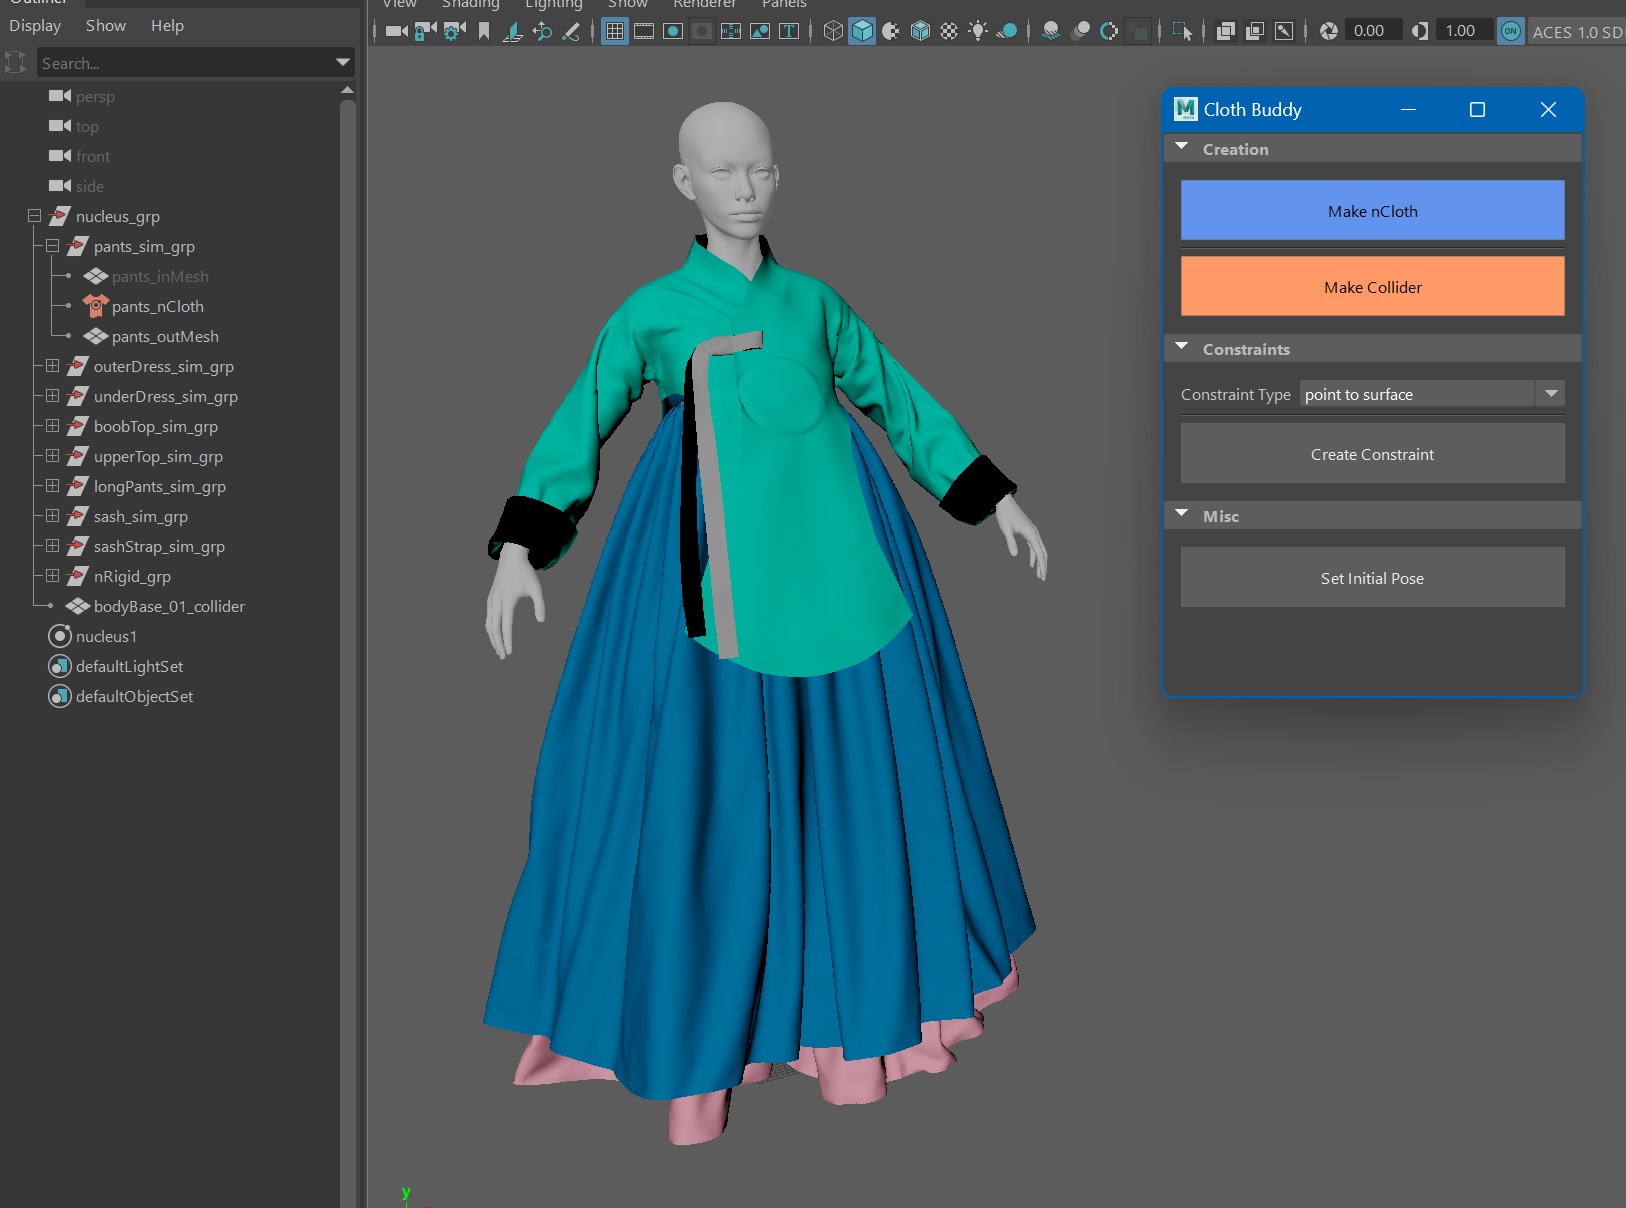 Outliner
Display Show Help
Search...
persp
top
front
side
nucleus_grp
pants_sim_grp
pants_inMesh
pants_nCloth
pants_outMesh
outerDress_sim_grp
underDress_sim_grp
boobTop_sim_grp
upperTop_sim_grp
longPants_sim_grp
sash_sim_grp
sashStrap_sim_grp
nRigid_grp
bodyBase_01_collider
nucleus1
defaultLightSet
defaultObjectSet
View Shading Lighting Show Renderer Panels
0.00 1.00 ON ACES 1.0 SD
M Cloth Buddy
Creation
Make nCloth
Make Collider
Constraints
Constraint Type point to surface
Create Constraint
Misc
Set Initial Pose
y